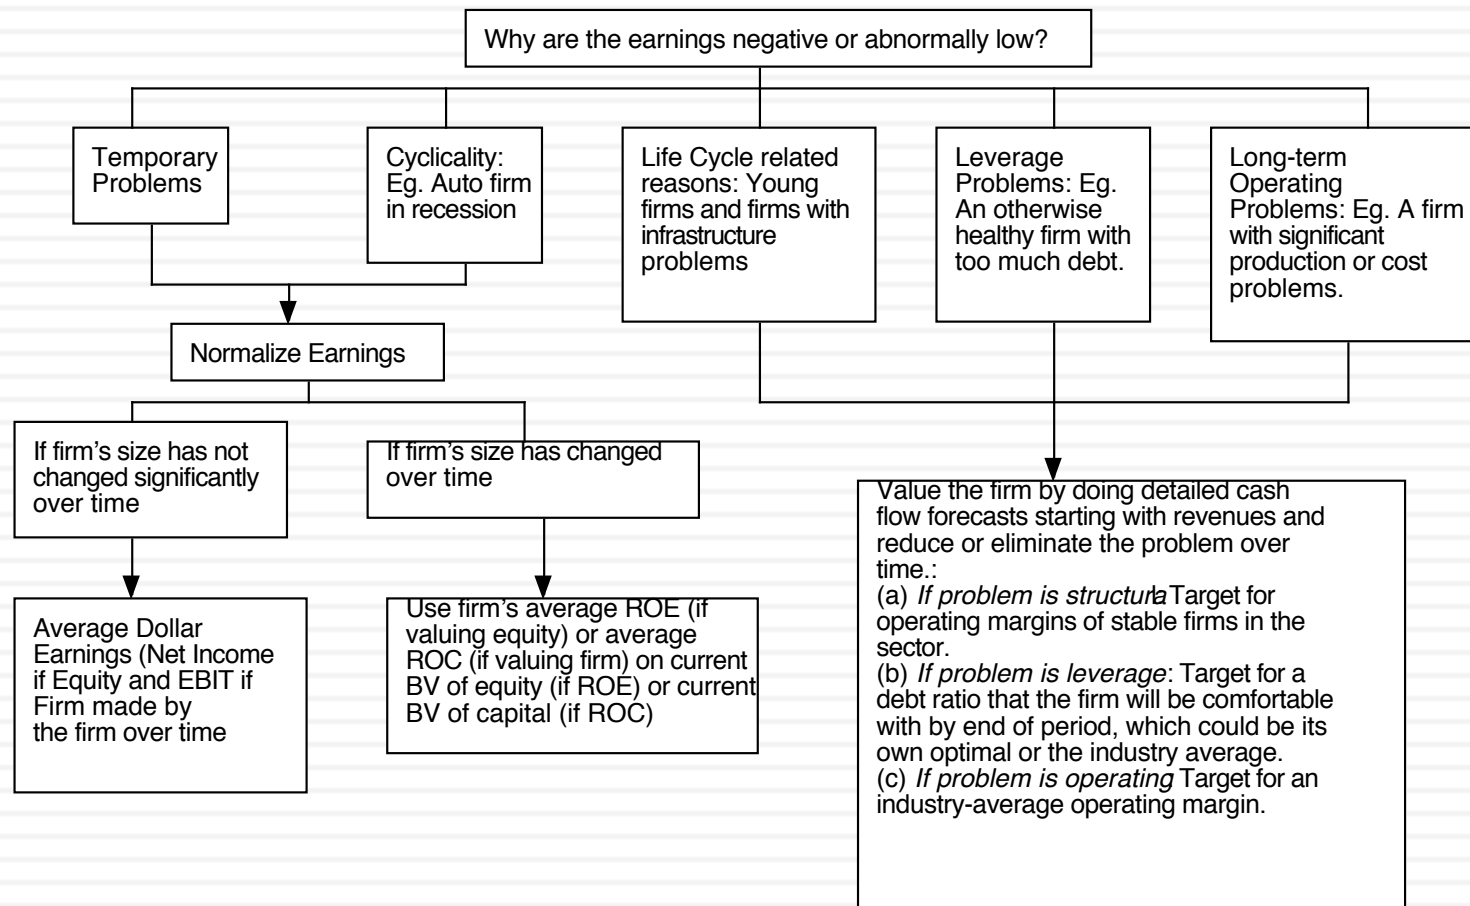 Why are the earnings negative or abnormally low?
Temporary
Problems
Cyclicality:
Eg. Auto firm
in recession
Life Cycle related
reasons: Young
firms and firms with
infrastructure
problems
Leverage
Problems: Eg.
An otherwise
healthy firm with
too much debt.
Long-term
Operating
Problems: Eg. A firm
with significant
production or cost
problems.
Normalize Earnings
If firm’s size has not
changed significantly
over time
If firm’s size has changed
over time
Average Dollar
Earnings (Net Income
if Equity and EBIT if
Firm made by
the firm over time
Use firm’s average ROE (if
valuing equity) or average
ROC (if valuing firm) on current
BV of equity (if ROE) or current
BV of capital (if ROC)
Value the firm by doing detailed cash
flow forecasts starting with revenues and
reduce or eliminate the problem over
time.:
(a) If problem is structural: Target for
operating margins of stable firms in the
sector.
(b) If problem is leverage: Target for a
debt ratio that the firm will be comfortable
with by end of period, which could be its
own optimal or the industry average.
(c) If problem is operating: Target for an
industry-average operating margin.